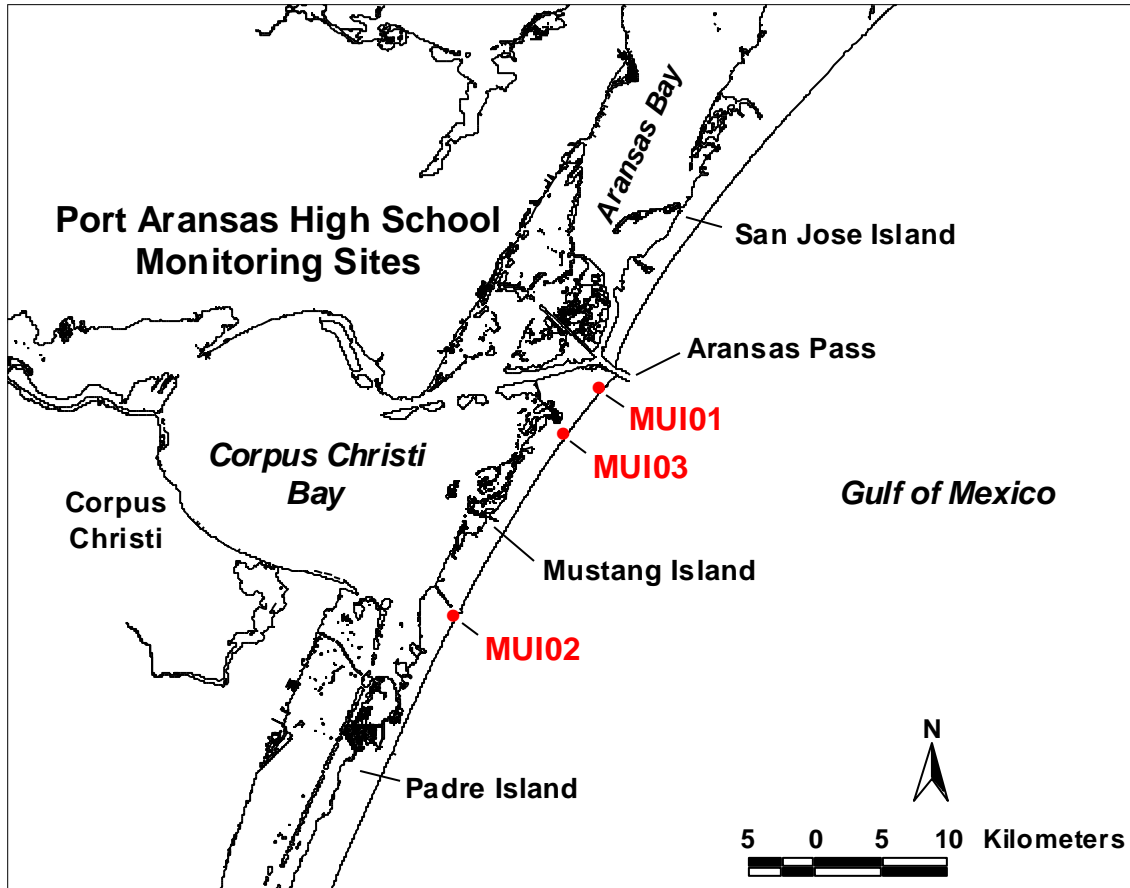 Aransas Bay
Port Aransas High School
Monitoring Sites
San Jose Island
Aransas Pass
MUI01
MUI03
Corpus Christi
Bay
Gulf of Mexico
Corpus
Christi
Mustang Island
MUI02
Padre Island
N
5 0 5 10 Kilometers